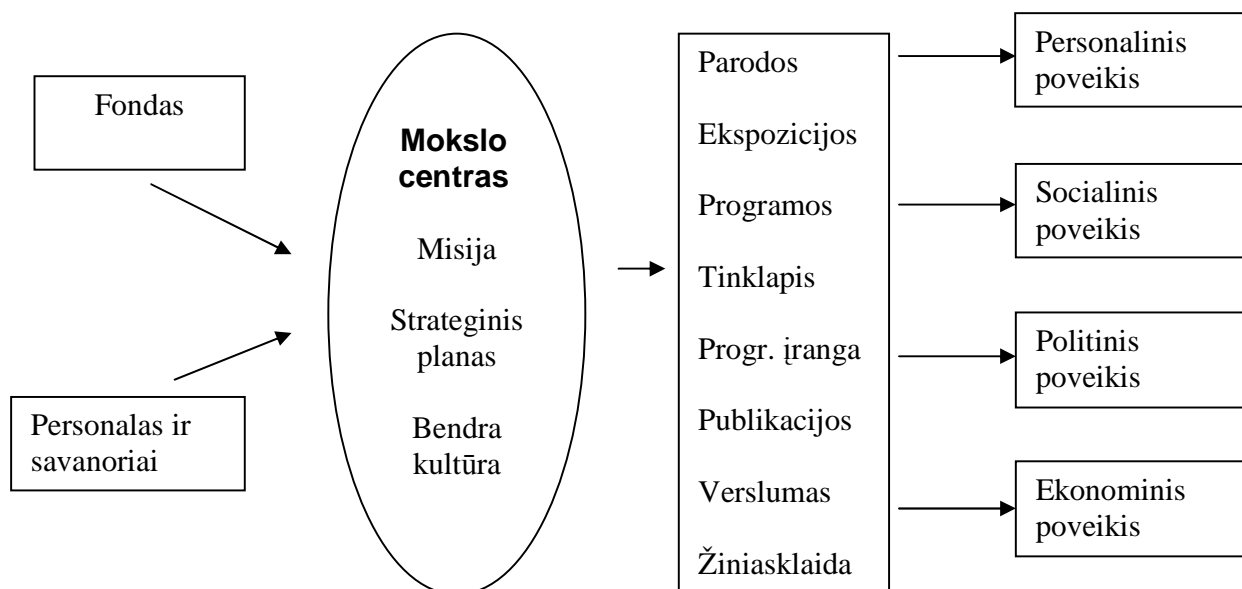 Fondas
Personalas ir
savanoriai
Mokslo
centras
Misija
Strateginis
planas
Bendra
kultūra
Parodos
Ekspozicijos
Programos
Tinklapis
Progr. įranga
Publikacijos
Verslumas
Žiniasklaida
Personalinis
poveikis
Socialinis
poveikis
Politinis
poveikis
Ekonominis
poveikis